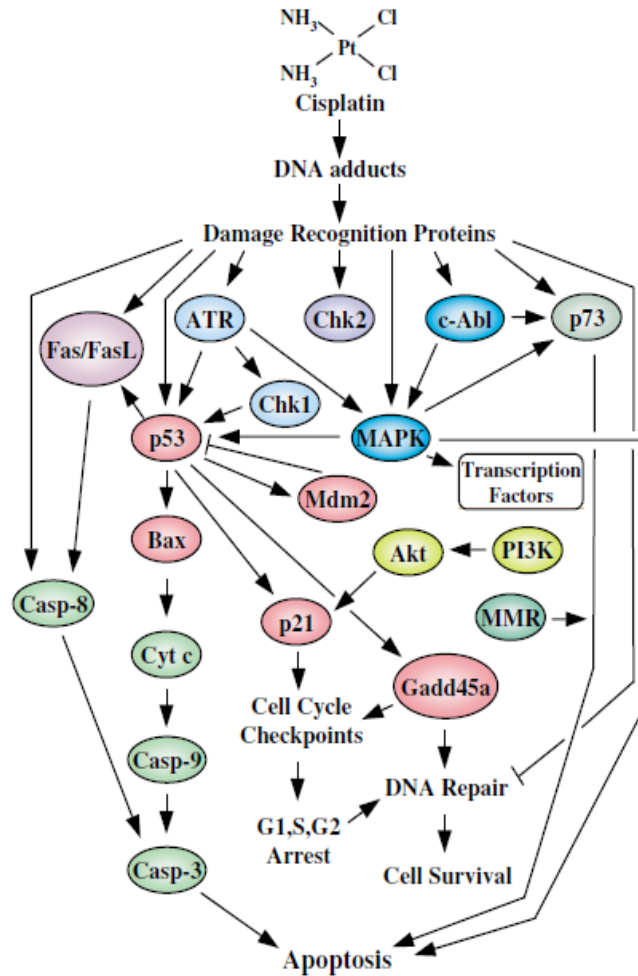 NH3 Cl
Pt
NH3 Cl
Cisplatin
DNA adducts
Damage Recognition Proteins
ATR
Chk2
c-Abl
p73
Fas/FasL
Chk1
p53
MAPK
Transcription
Factors
Mdm2
Bax
Akt
PI3K
Casp-8
p21
MMR
Cyt c
Gadd45a
Cell Cycle
Checkpoints
Casp-9
DNA Repair
G1,S,G2
Arrest
Casp-3
Cell Survival
Apoptosis